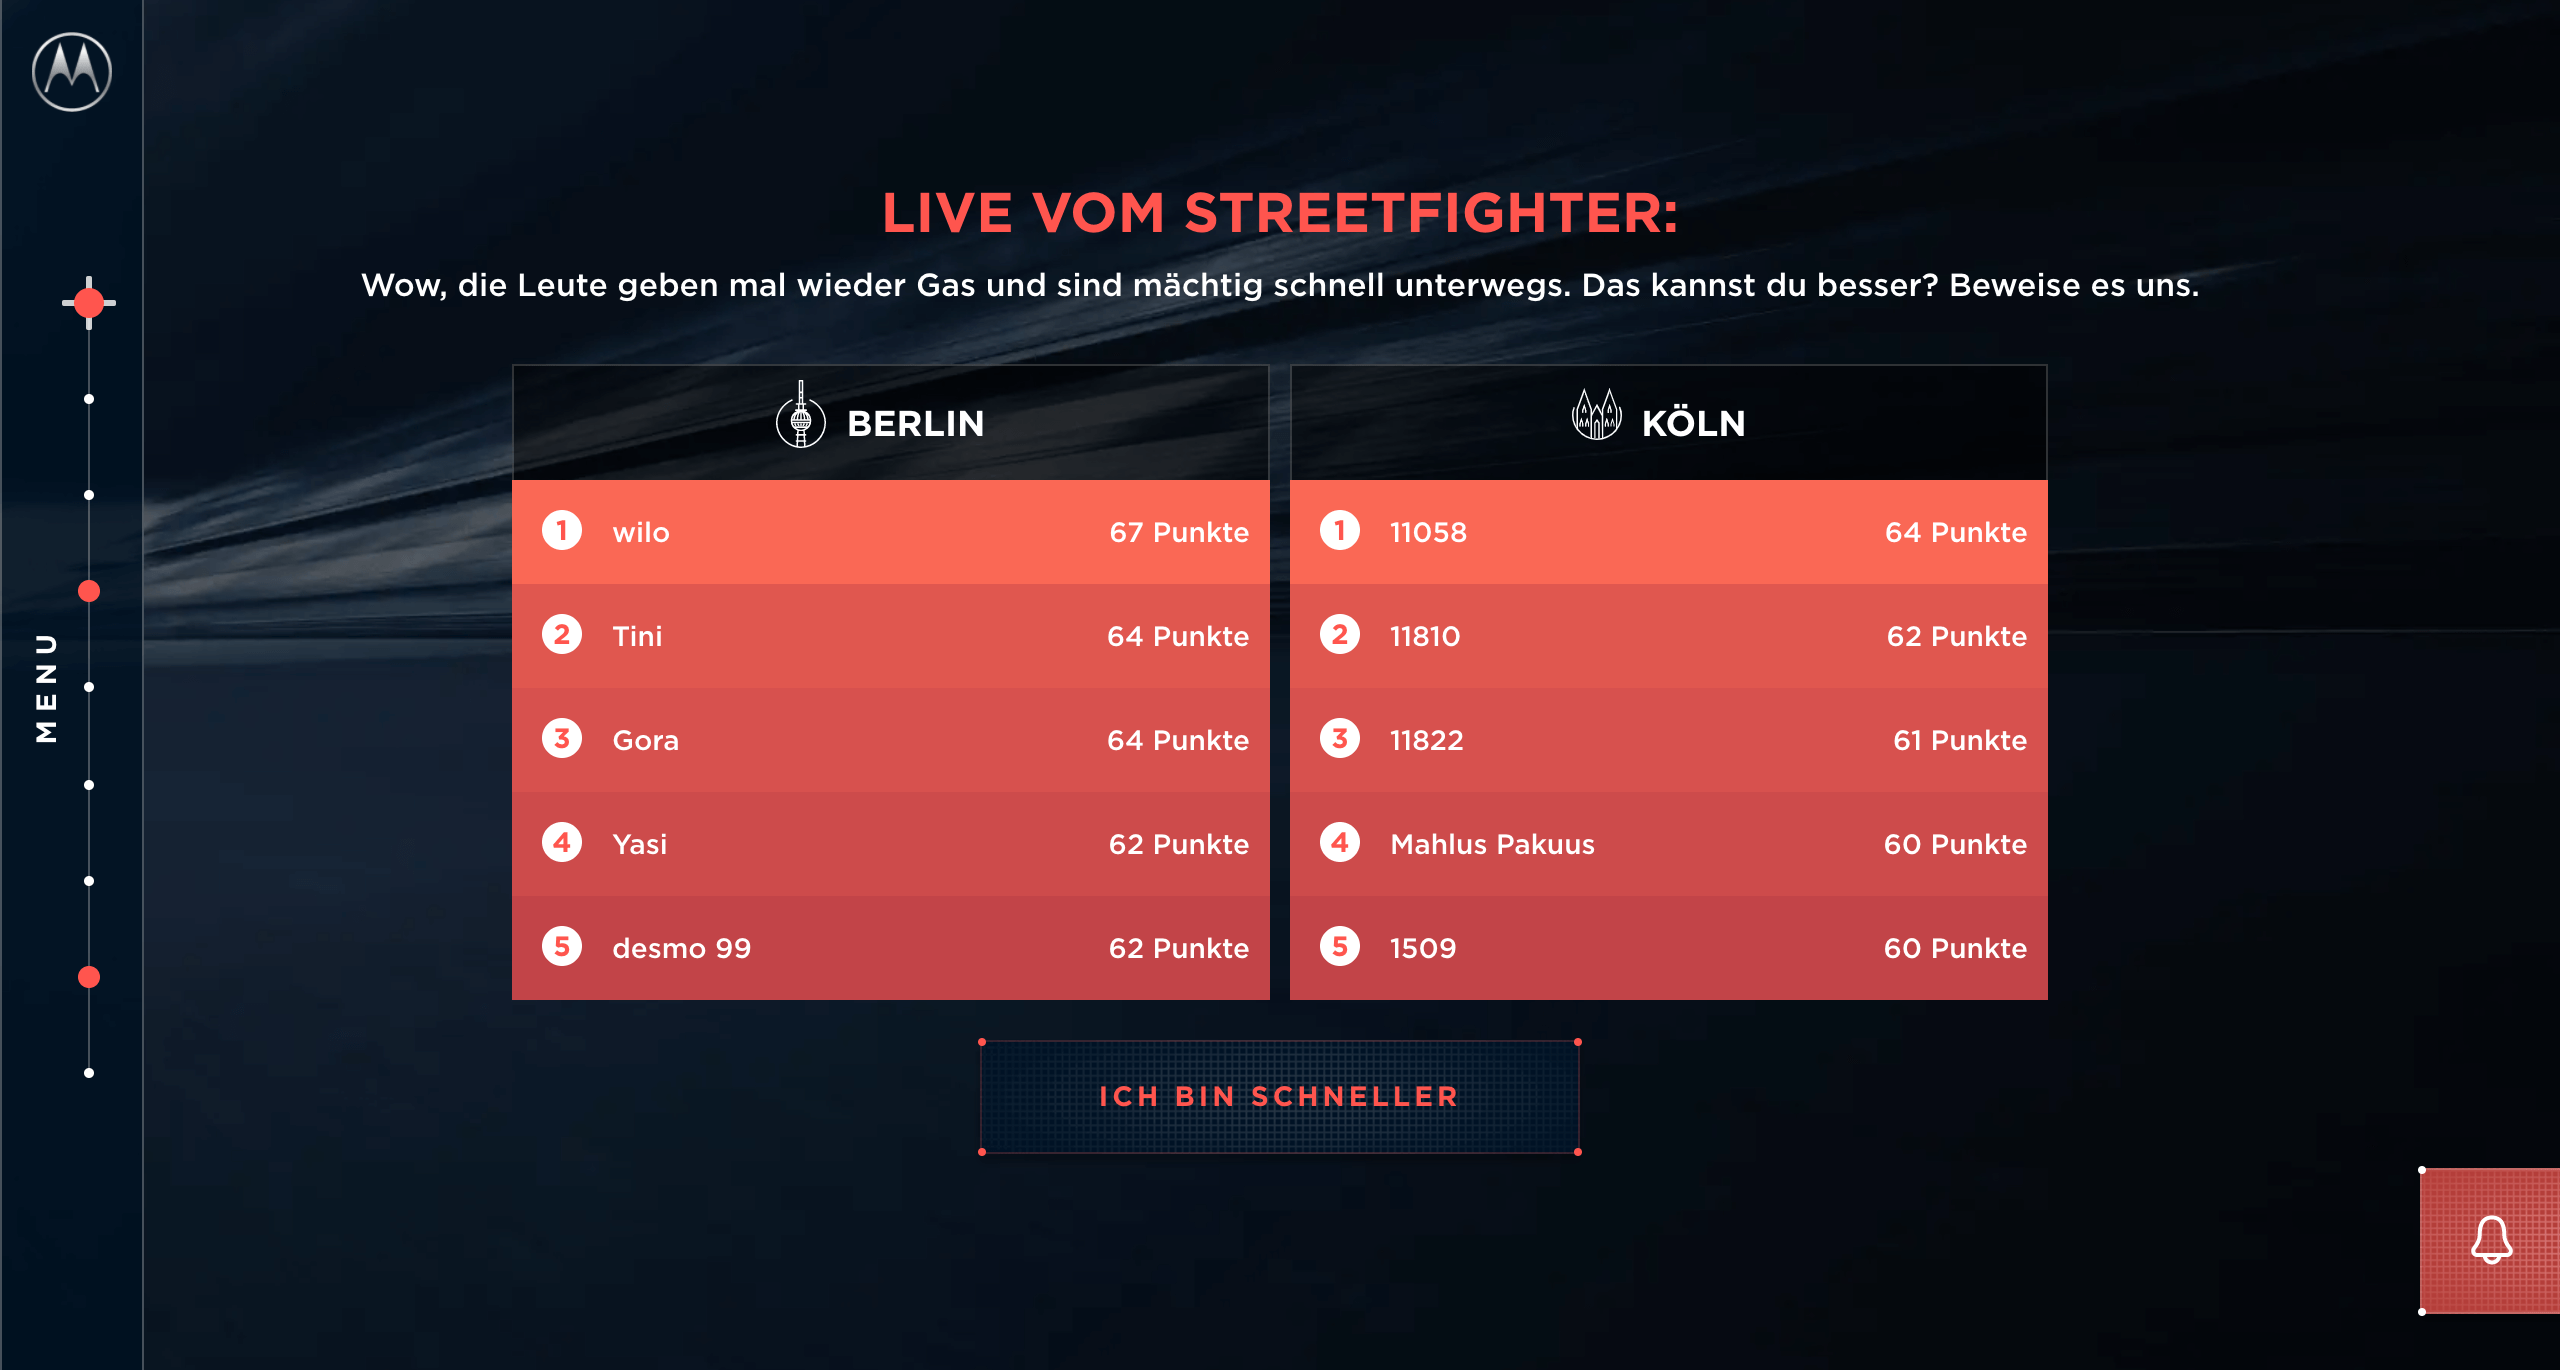 MENU
LIVE VOM STREETFIGHTER:
Wow, die Leute geben mal wieder Gas und sind mächtig schnell unterwegs. Das kannst du besser? Beweise es uns.
BERLIN
1 wilo 67 Punkte
2 Tini 64 Punkte
3 Gora 64 Punkte
4 Yasi 62 Punkte
5 desmo 99 62 Punkte
KÖLN
1 11058 64 Punkte
2 11810 62 Punkte
3 11822 61 Punkte
4 Mahlus Pakuus 60 Punkte
5 1509 60 Punkte
ICH BIN SCHNELLER